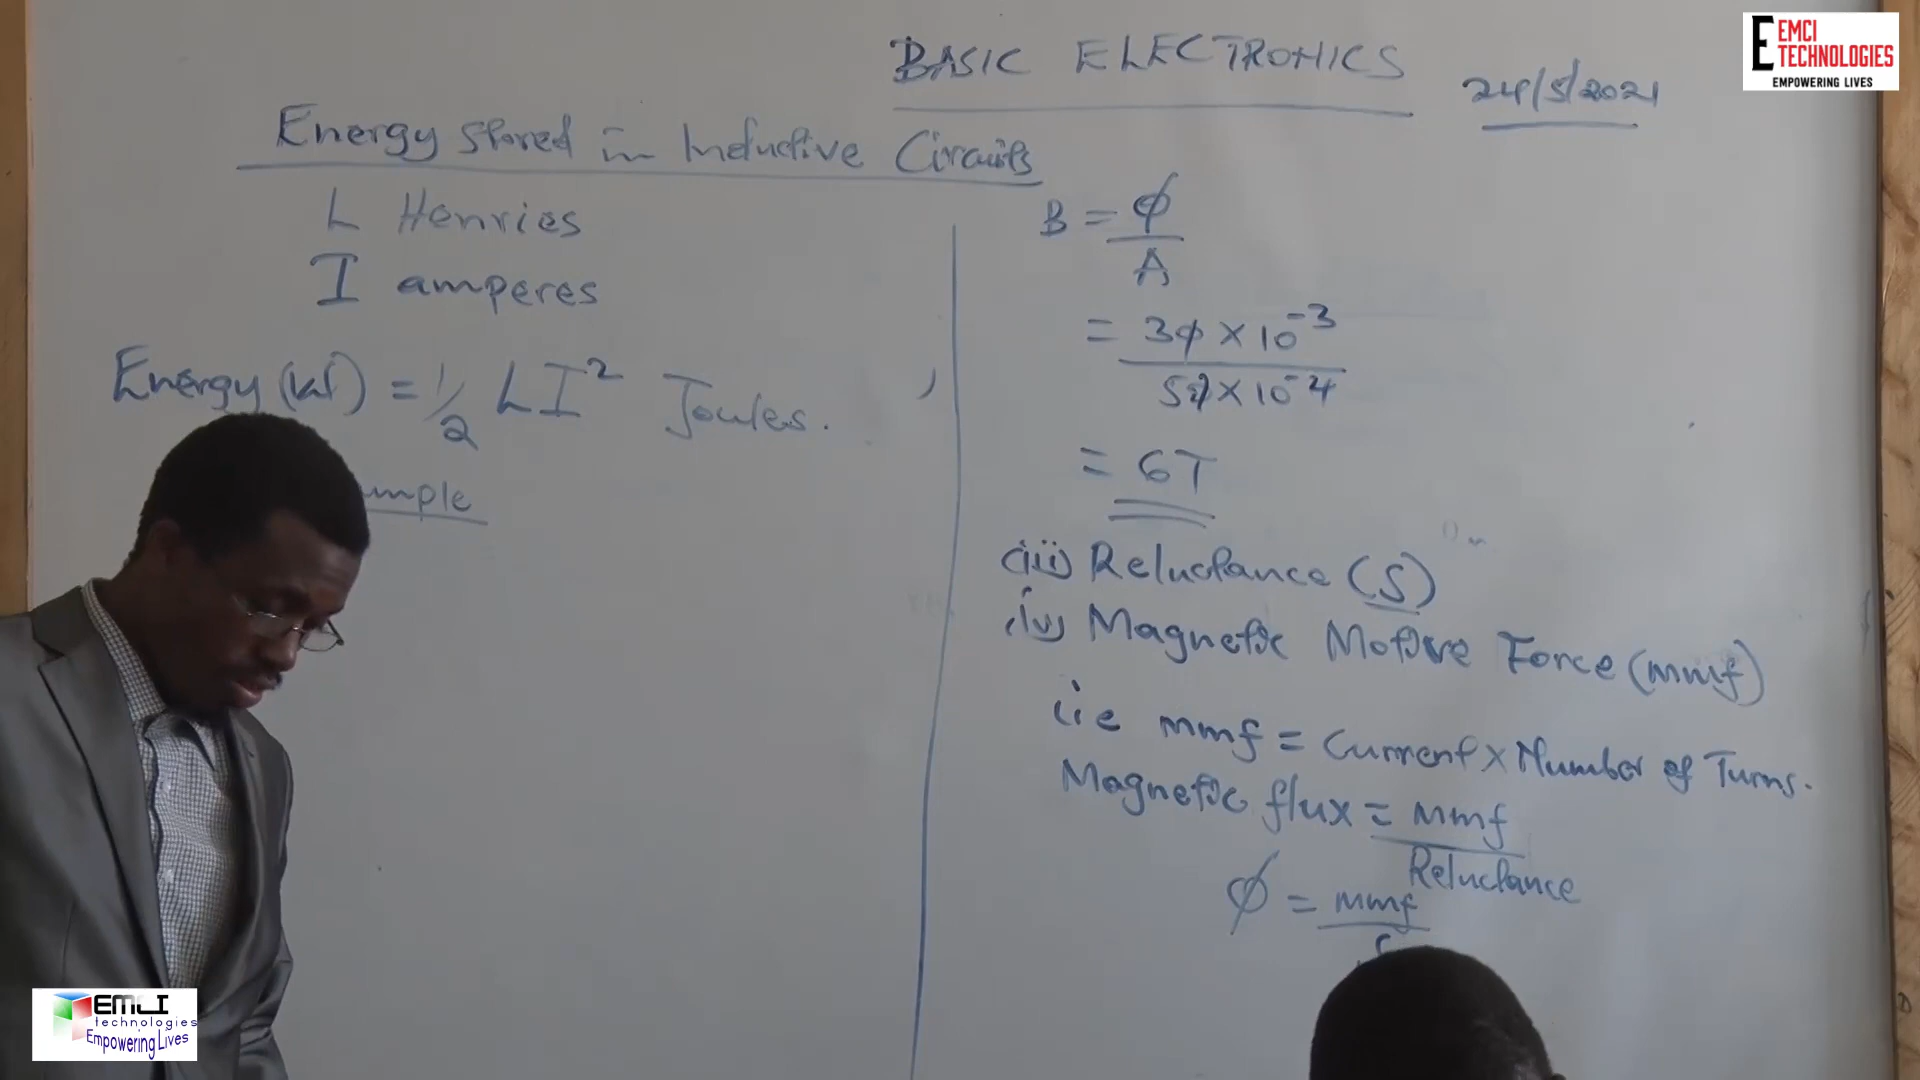 BASIC ELECTRONICS
24/5/2021
EMCI
TECHNOLOGIES
EMPOWERING LIVES
Energy Stored in Inductive Circuits
L Henries
I amperes
Energy (W) = 1/2 LI² Joules.
ample
B = φ
A
= 30 × 10⁻³
50 × 10⁻⁴
= 6T
(iii) Reluctance (S)
(iv) Magnetic Motive Force (mmf)
i.e mmf = Current × Number of Turns.
Magnetic flux = mmf
Reluctance
φ = mmf
S
EMCI
technologies
Empowering Lives